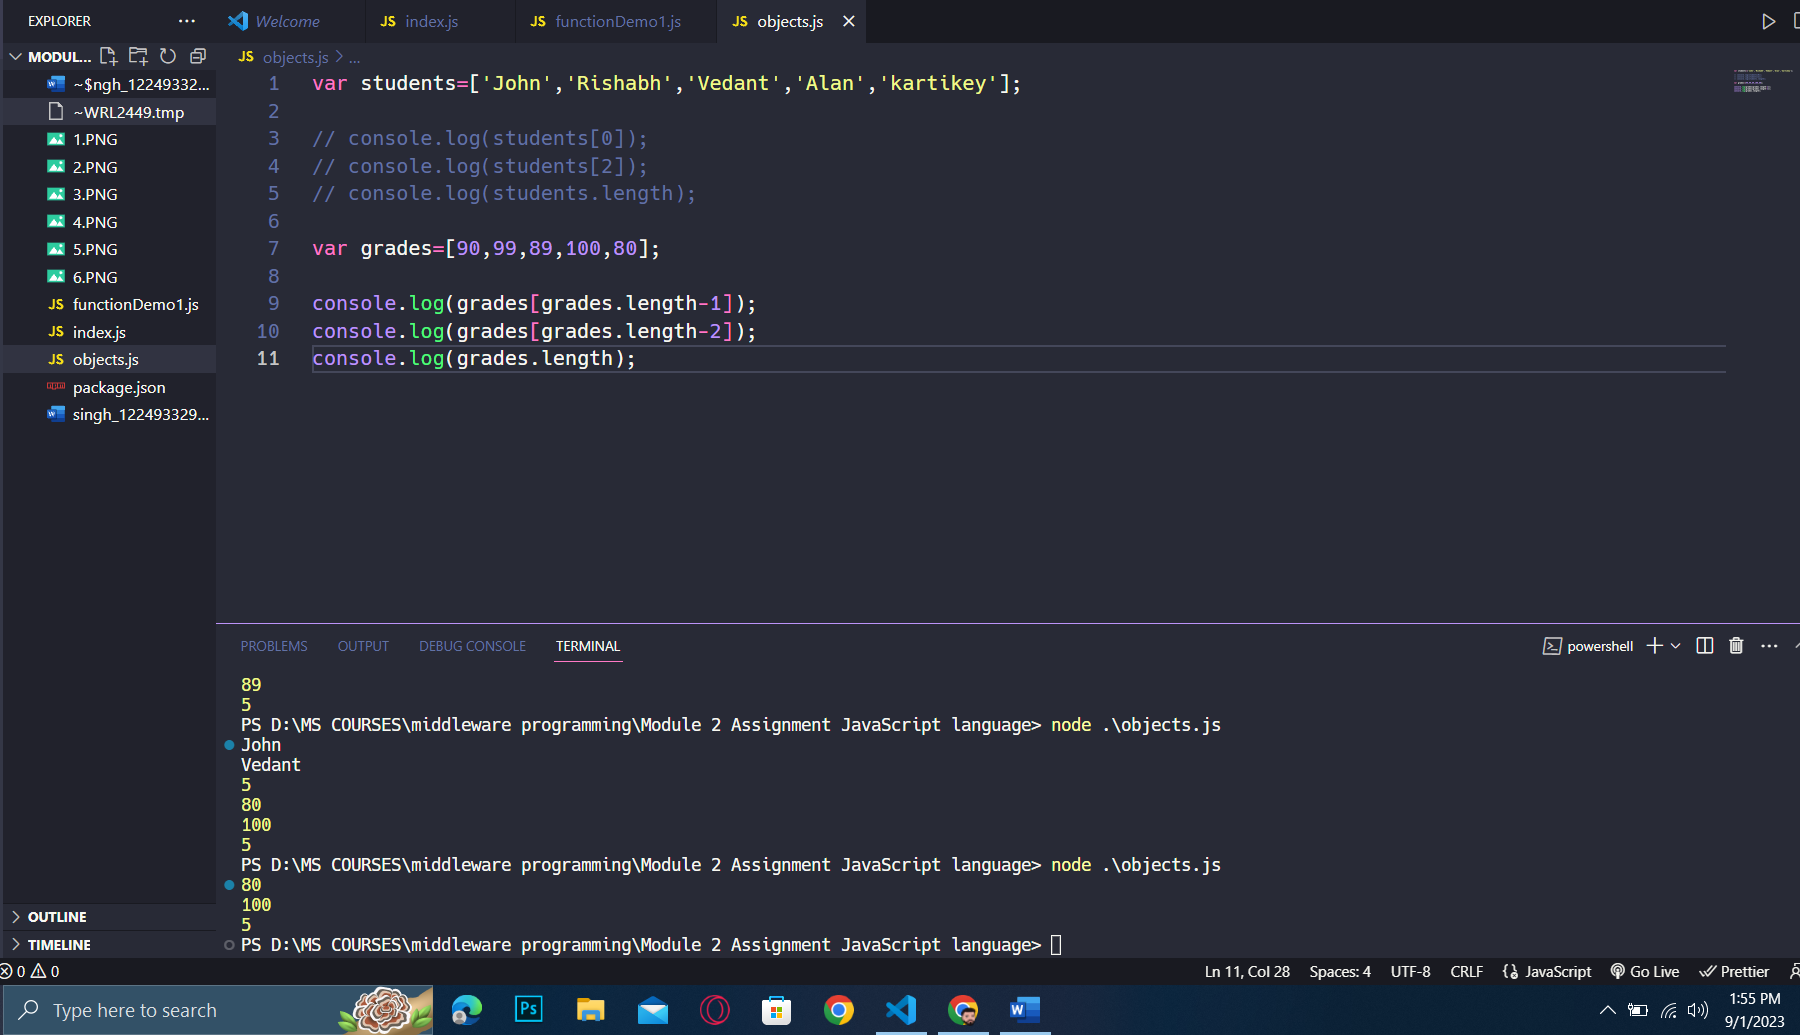 EXPLORER
Welcome
JS index.js
JS functionDemo1.js
JS objects.js
MODUL...
~$ngh_12249332...
~WRL2449.tmp
1.PNG
2.PNG
3.PNG
4.PNG
5.PNG
6.PNG
JS functionDemo1.js
JS index.js
JS objects.js
package.json
singh_122493329...
OUTLINE
TIMELINE
JS objects.js > ...
1 var students=['John','Rishabh','Vedant','Alan','kartikey'];
2
3 // console.log(students[0]);
4 // console.log(students[2]);
5 // console.log(students.length);
6
7 var grades=[90,99,89,100,80];
8
9 console.log(grades[grades.length-1]);
10 console.log(grades[grades.length-2]);
11 console.log(grades.length);
PROBLEMS OUTPUT DEBUG CONSOLE TERMINAL
powershell
89
5
PS D:\MS COURSES\middleware programming\Module 2 Assignment JavaScript language> node .\objects.js
John
Vedant
5
80
100
5
PS D:\MS COURSES\middleware programming\Module 2 Assignment JavaScript language> node .\objects.js
80
100
5
PS D:\MS COURSES\middleware programming\Module 2 Assignment JavaScript language>
0 0
Ln 11, Col 28 Spaces: 4 UTF-8 CRLF JavaScript Go Live Prettier
Type here to search
Ps
1:55 PM
9/1/2023